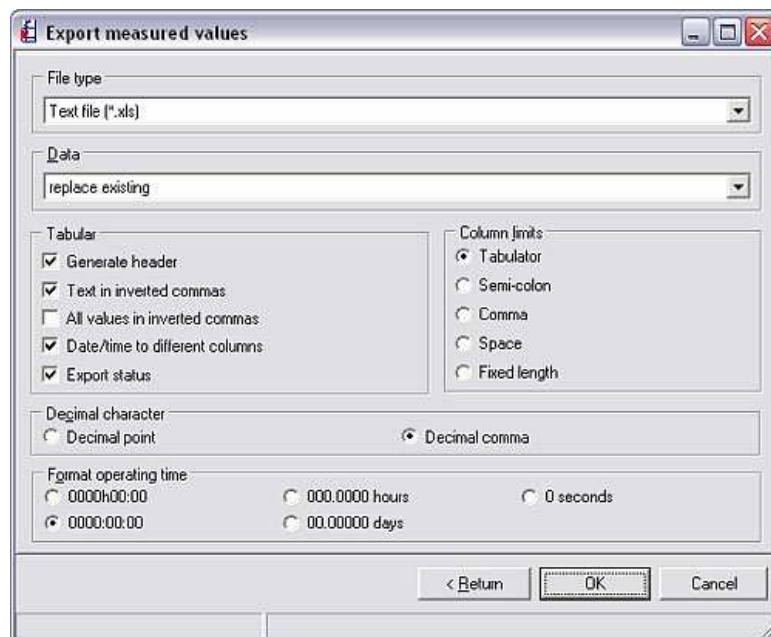 Export measured values
File type
Text file (*.xls)
Data
replace existing
Tabular
Generate header
Text in inverted commas
All values in inverted commas
Date/time to different columns
Export status
Column limits
Tabulator
Semi-colon
Comma
Space
Fixed length
Decimal character
Decimal point
Decimal comma
Format operating time
0000h00:00
000.0000 hours
0 seconds
0000:00:00
00.00000 days
< Return
OK
Cancel